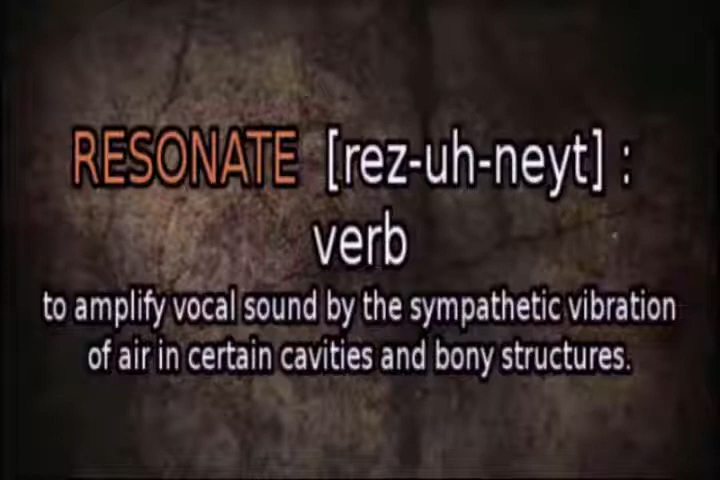 RESONATE [rez-uh-neyt] :
verb
to amplify vocal sound by the sympathetic vibration
of air in certain cavities and bony structures.